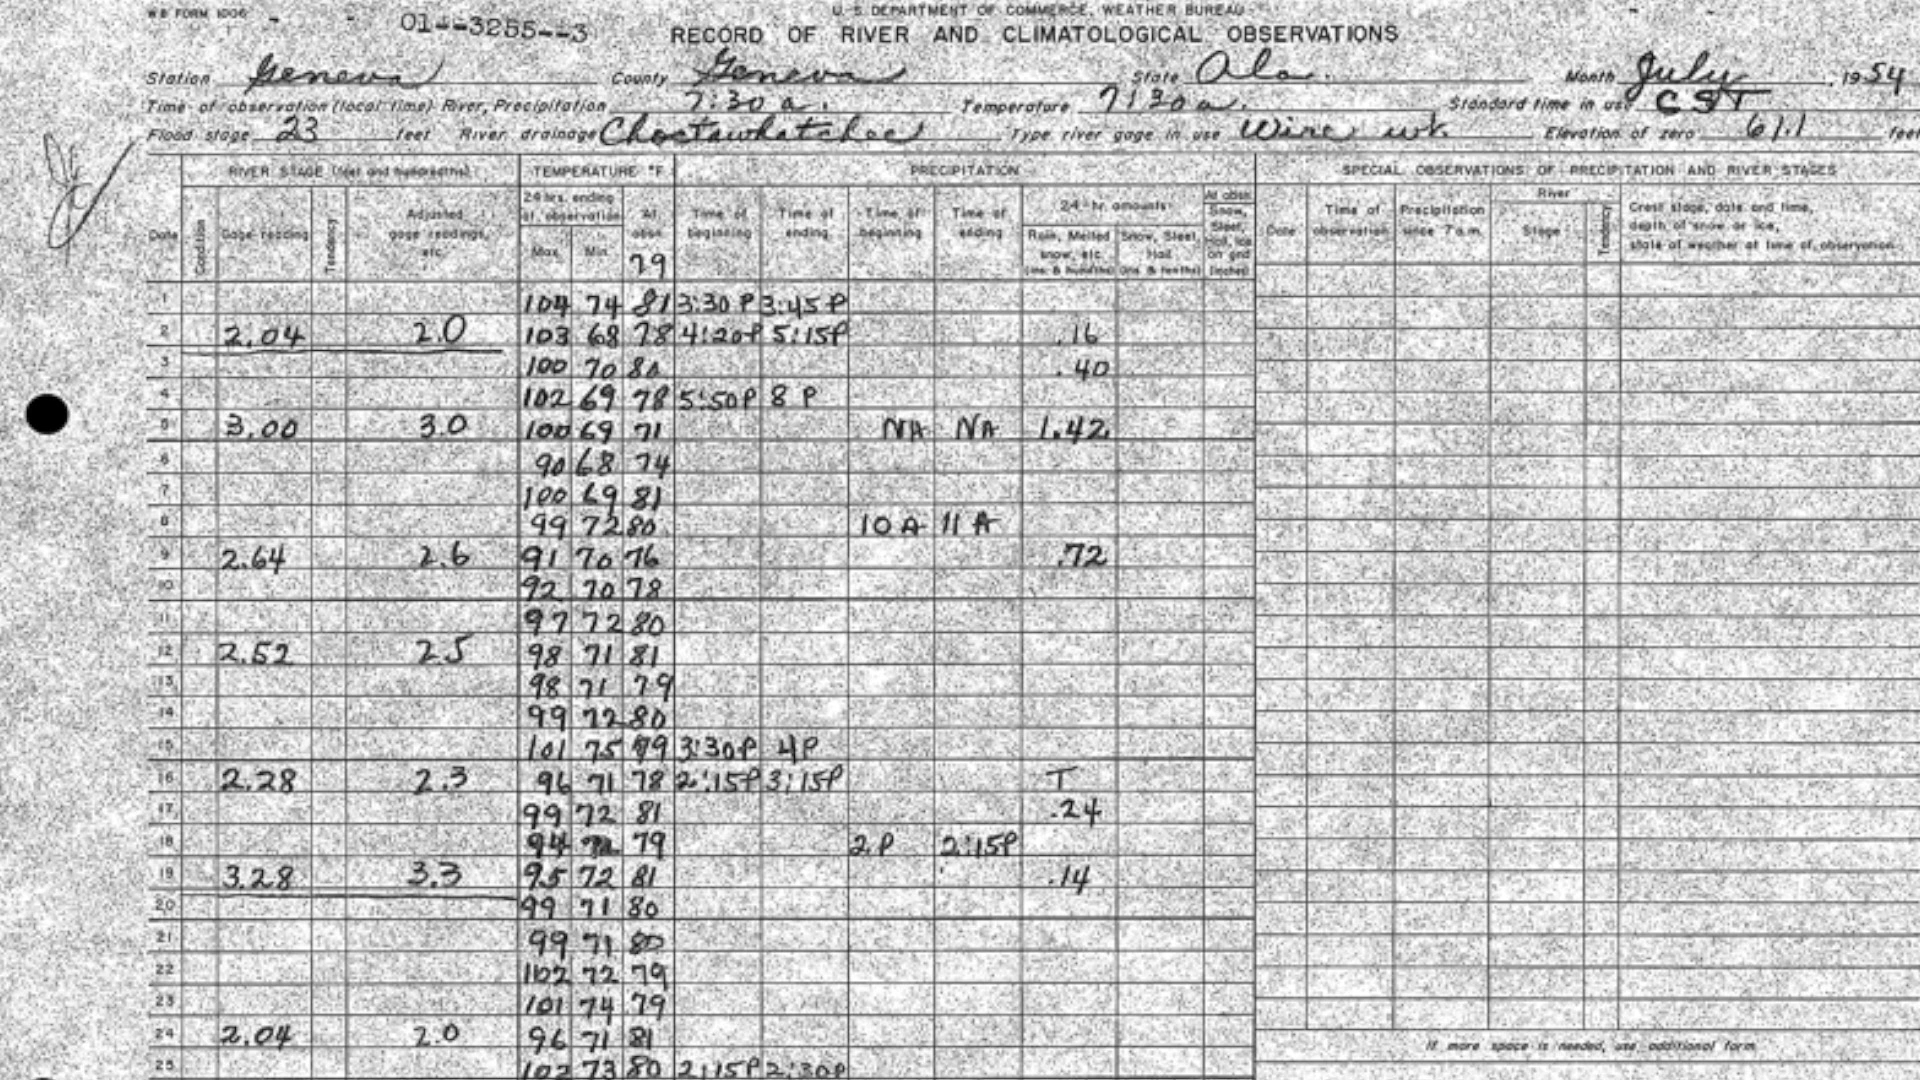 WB FORM 1006
01--3255--3
U. S. DEPARTMENT OF COMMERCE, WEATHER BUREAU
RECORD OF RIVER AND CLIMATOLOGICAL OBSERVATIONS
Station Geneva County Geneva State Ala. Month July, 1954
Time of observation (local time) River, Precipitation 7:30 a. Temperature 7:30 a. Standard time in use CST
Flood stage 23 feet River drainage Choctawhatchee Type river gage in use Wire wt. Elevation of zero 61.1 feet
RIVER STAGE (feet and hundredths) TEMPERATURE °F PRECIPITATION SPECIAL OBSERVATIONS OF PRECIPITATION AND RIVER STAGES
Date Condition Gage reading Tendency Adjusted gage readings, etc. 24 hrs. ending at observation Max. Min. At obsn. 79 Time of beginning Time of ending Time of beginning Time of ending 24-hr. amounts Rain, Melted snow, etc. (ins. & hundths) Snow, Sleet, Hail (ins. & tenths) At obsn. Snow, Sleet, Hail, Ice on gnd (inches)
Date Time of observation Precipitation since 7 a.m. River Stage Tendency Crest stage, date and time, depth of snow or ice, state of weather at time of observation
1 104 74 81 3:30 P 3:45 P
2 2.04 2.0 103 68 78 4:20P 5:15P .16
3 100 70 80 .40
4 102 69 78 5:50P 8 P
5 3.00 3.0 100 69 71 NA NA 1.42
6 90 68 74
7 100 69 81
8 99 72 80 10 A 11 A
9 2.64 2.6 91 70 76 .72
10 92 70 78
11 97 72 80
12 2.52 2.5 98 71 81
13 98 71 79
14 99 72 80
15 101 75 79 3:30P 4P
16 2.28 2.3 96 71 78 2:15P 3:15P T
17 99 72 81 .24
18 94 79 2 P 2:15P
19 3.28 3.3 95 72 81 .14
20 99 71 80
21 99 71 80
22 102 72 79
23 101 74 79
24 2.04 2.0 96 71 81
25 102 73 80 2:15P 2:30P
If more space is needed, use additional form